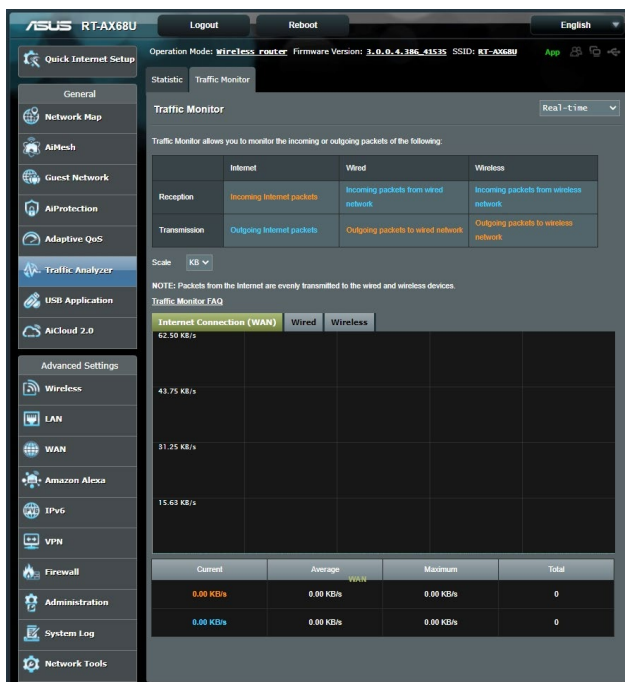 ASUS RT-AX68U
Logout
Reboot
English
Quick Internet Setup
Operation Mode: Wireless router Firmware Version: 3.0.0.4.386_41535 SSID: RT-AX68U
App
General
Network Map
AiMesh
Guest Network
AiProtection
Adaptive QoS
Traffic Analyzer
USB Application
AiCloud 2.0
Advanced Settings
Wireless
LAN
WAN
Amazon Alexa
IPv6
VPN
Firewall
Administration
System Log
Network Tools
Statistic Traffic Monitor
Traffic Monitor
Real-time
Traffic Monitor allows you to monitor the incoming or outgoing packets of the following:
Internet Wired Wireless
Reception
Incoming Internet packets
Incoming packets from wired
network
Incoming packets from wireless
network
Transmission
Outgoing Internet packets
Outgoing packets to wired network
Outgoing packets to wireless
network
Scale KB
NOTE: Packets from the Internet are evenly transmitted to the wired and wireless devices.
Traffic Monitor FAQ
Internet Connection (WAN) Wired Wireless
62.50 KB/s
43.75 KB/s
31.25 KB/s
15.63 KB/s
Current Average Maximum Total
WAN
0.00 KB/s 0.00 KB/s 0.00 KB/s 0
0.00 KB/s 0.00 KB/s 0.00 KB/s 0